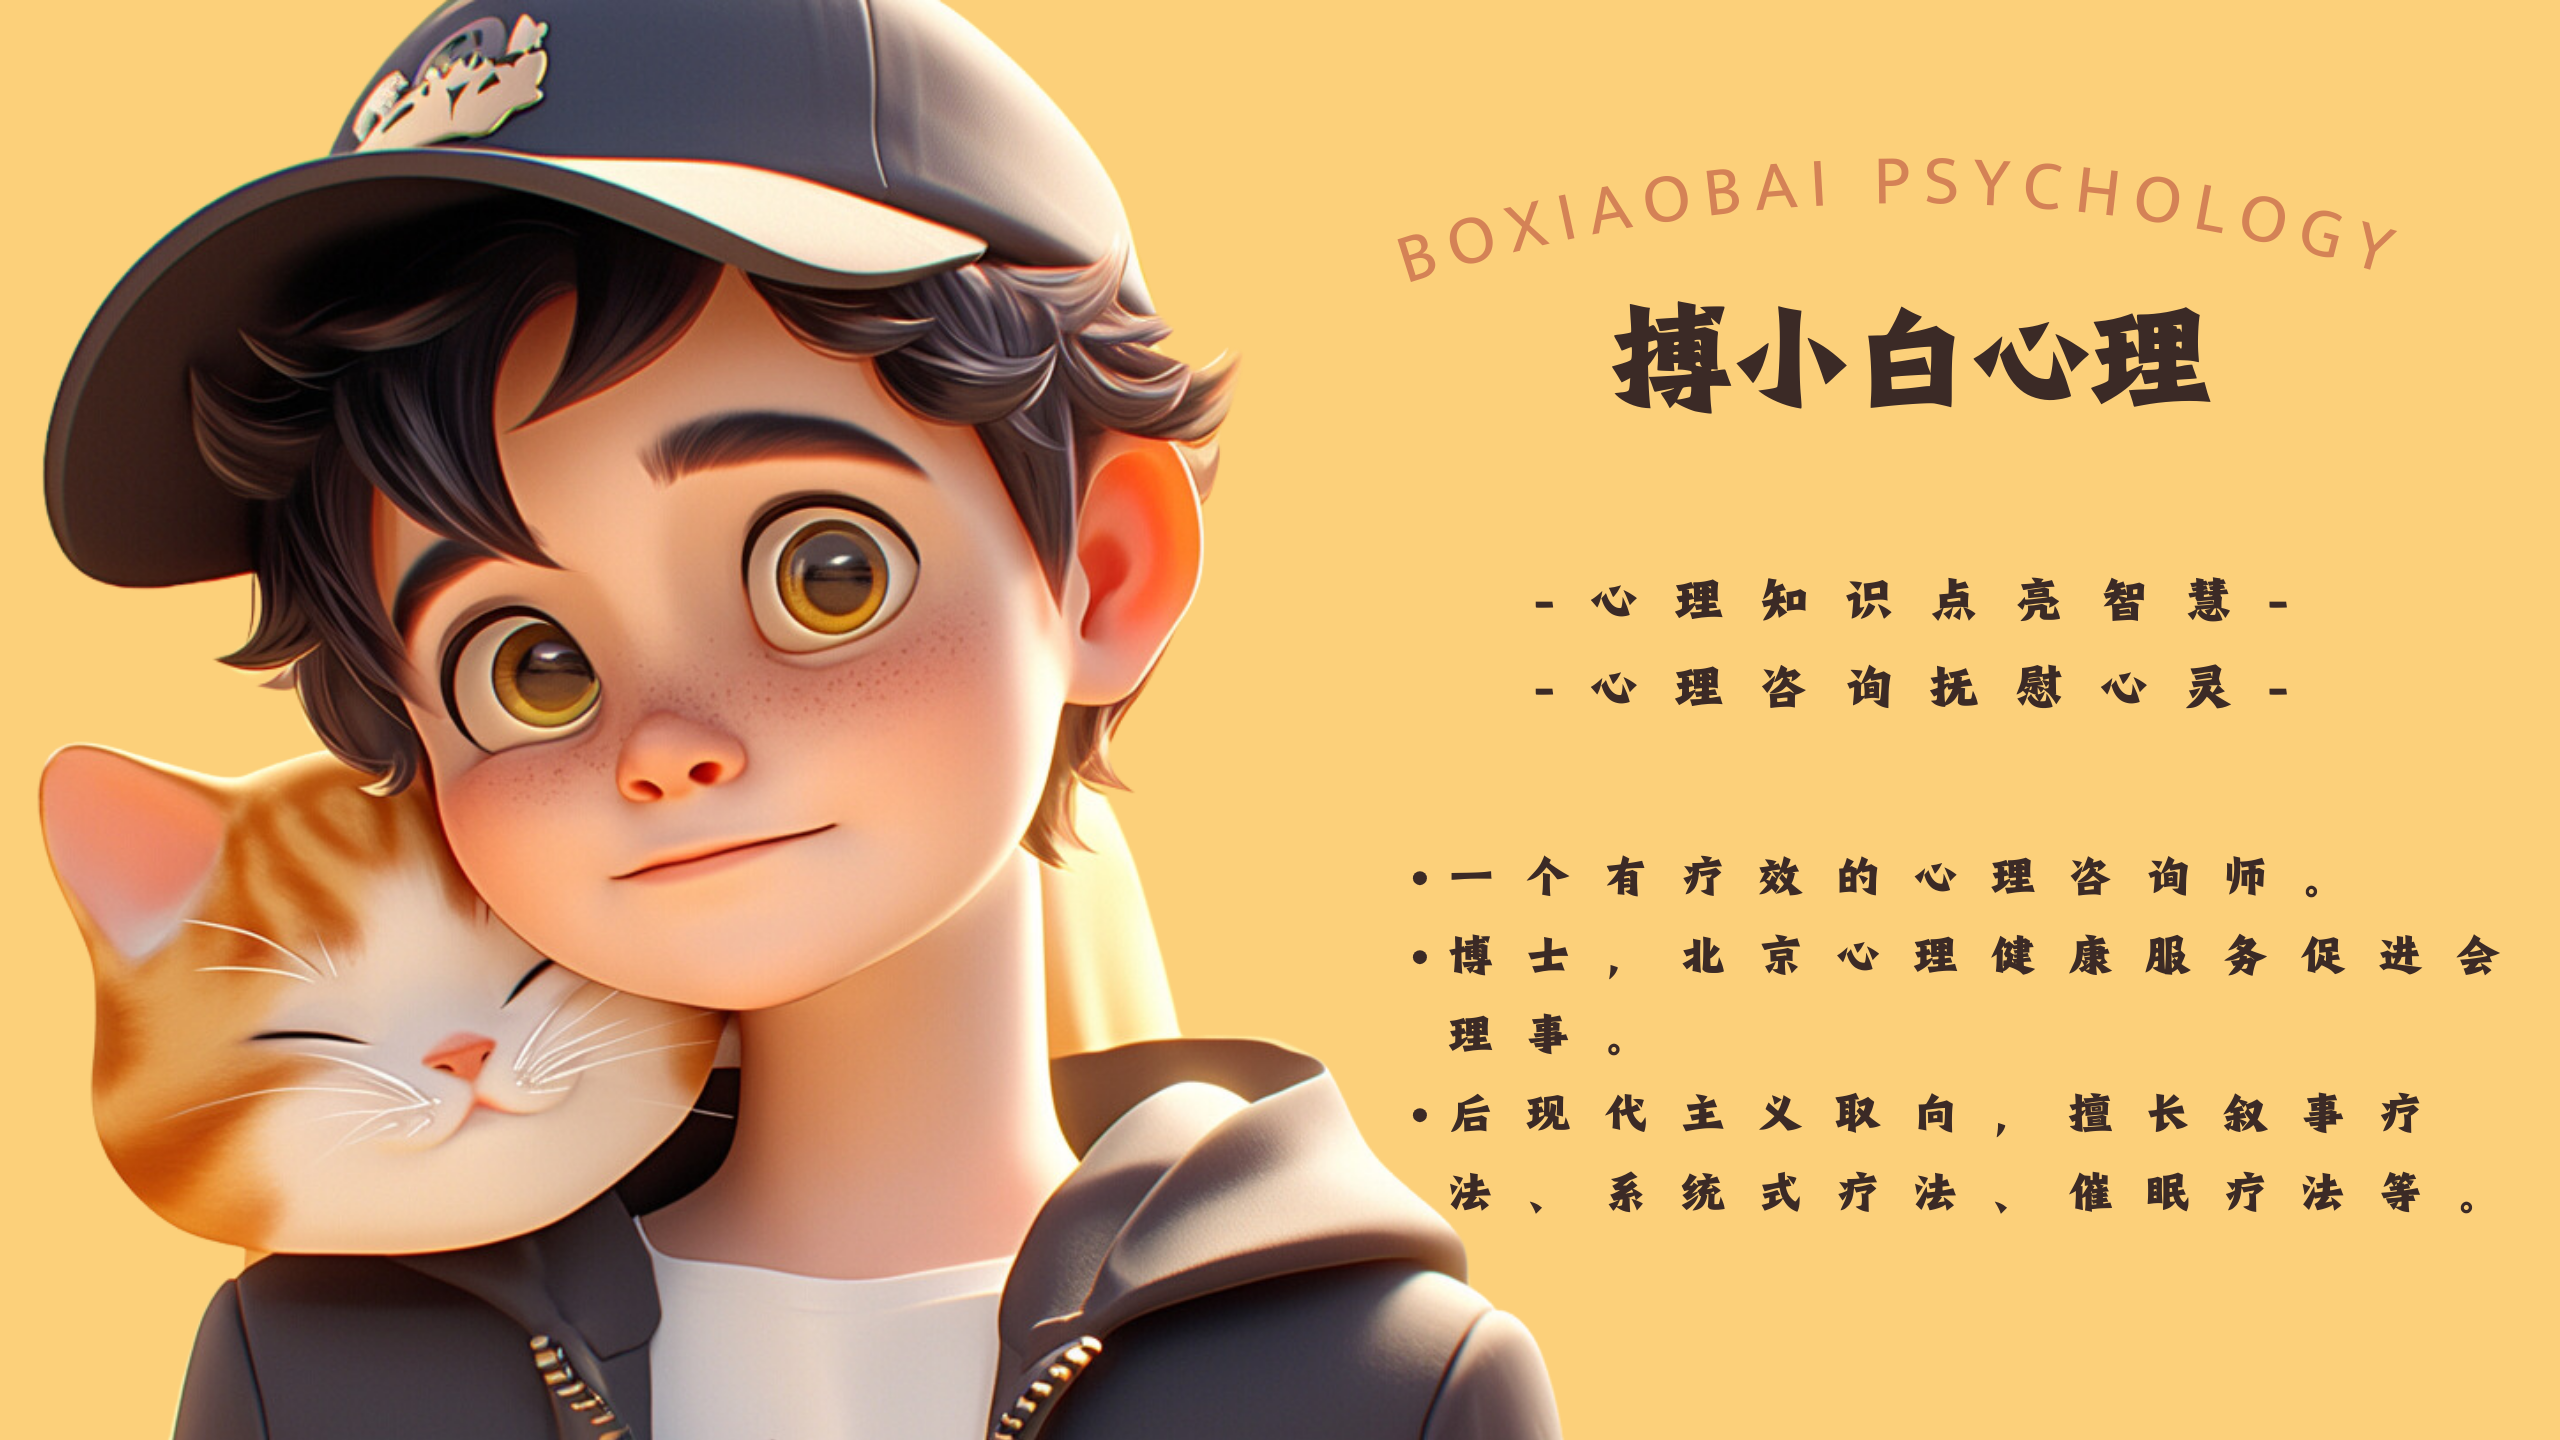 BOXIAOBAI PSYCHOLOGY
搏小白心理
-心理知识点亮智慧-
-心理咨询抚慰心灵-
•一个有疗效的心理咨询师。
•博士，北京心理健康服务促进会
理事。
•后现代主义取向，擅长叙事疗
法、系统式疗法、催眠疗法等。